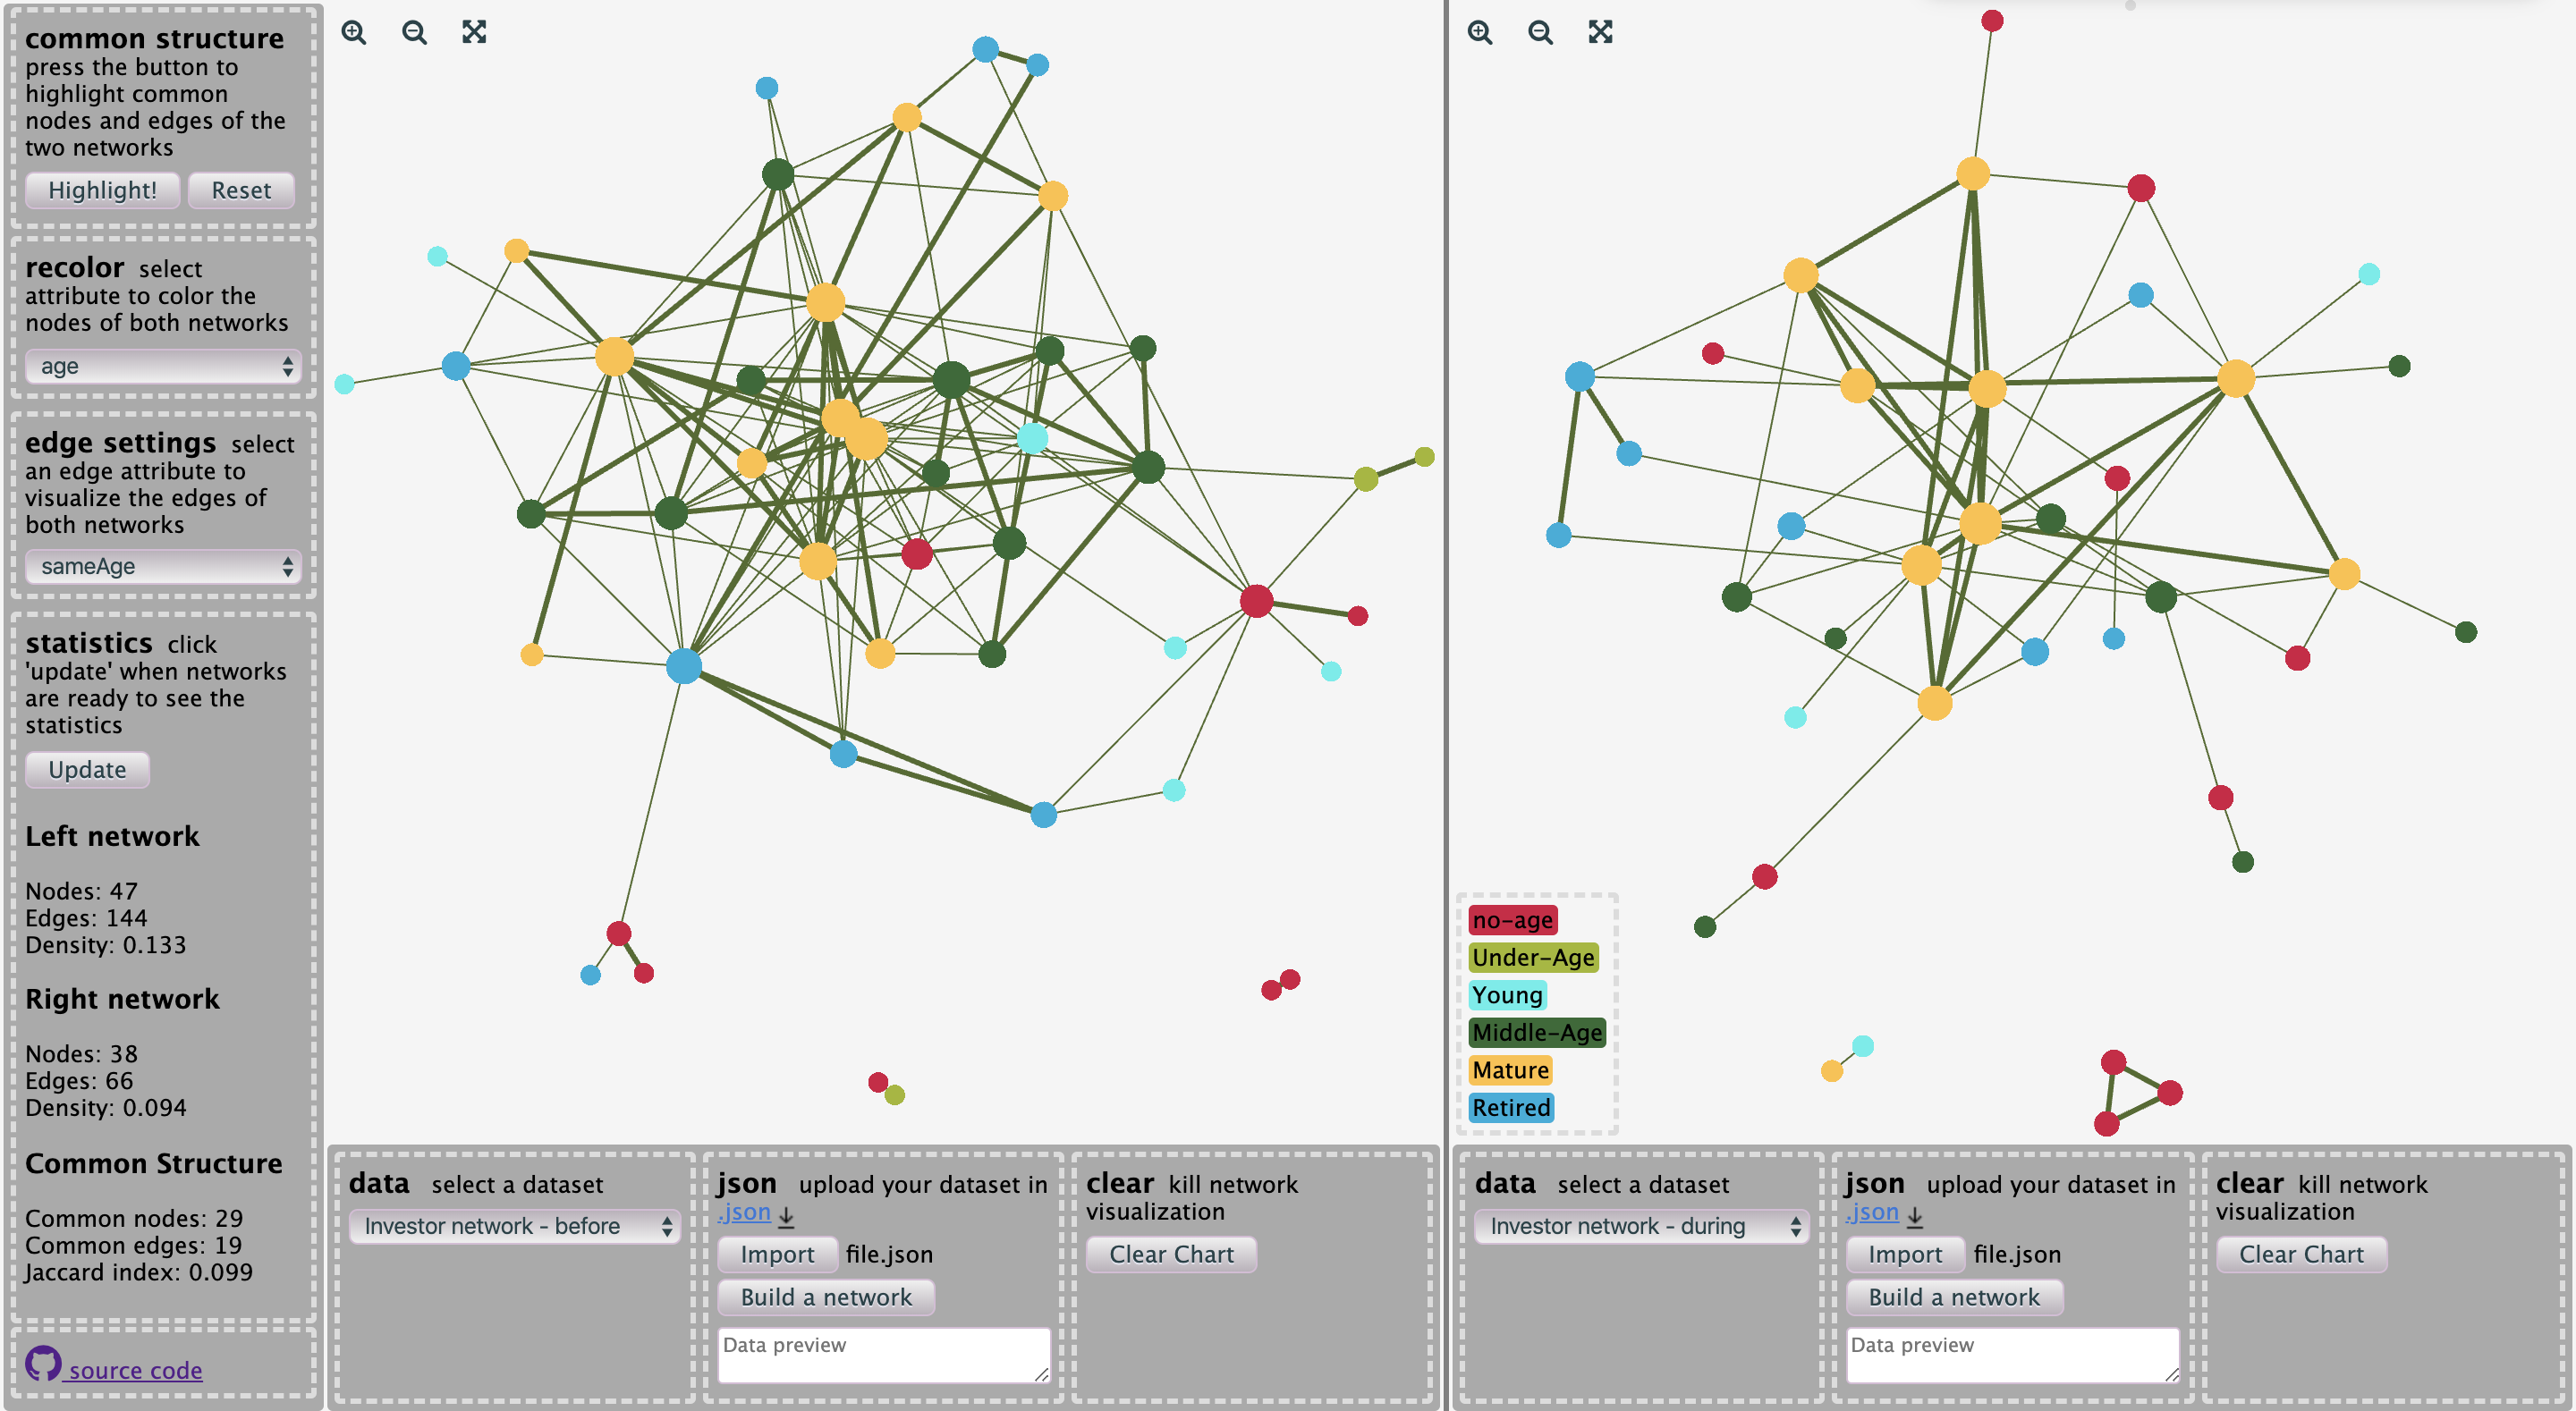 common structure
press the button to
highlight common
nodes and edges of the
two networks
Highlight! Reset
recolor select
attribute to color the
nodes of both networks
age
edge settings select
an edge attribute to
visualize the edges of
both networks
sameAge
statistics click
'update' when networks
are ready to see the
statistics
Update
Left network
Nodes: 47
Edges: 144
Density: 0.133
Right network
Nodes: 38
Edges: 66
Density: 0.094
Common Structure
Common nodes: 29
Common edges: 19
Jaccard index: 0.099
source code
no-age
Under-Age
Young
Middle-Age
Mature
Retired
data select a dataset
Investor network - before
json upload your dataset in
.json
Import file.json
Build a network
Data preview
clear kill network
visualization
Clear Chart
data select a dataset
Investor network - during
json upload your dataset in
.json
Import file.json
Build a network
Data preview
clear kill network
visualization
Clear Chart